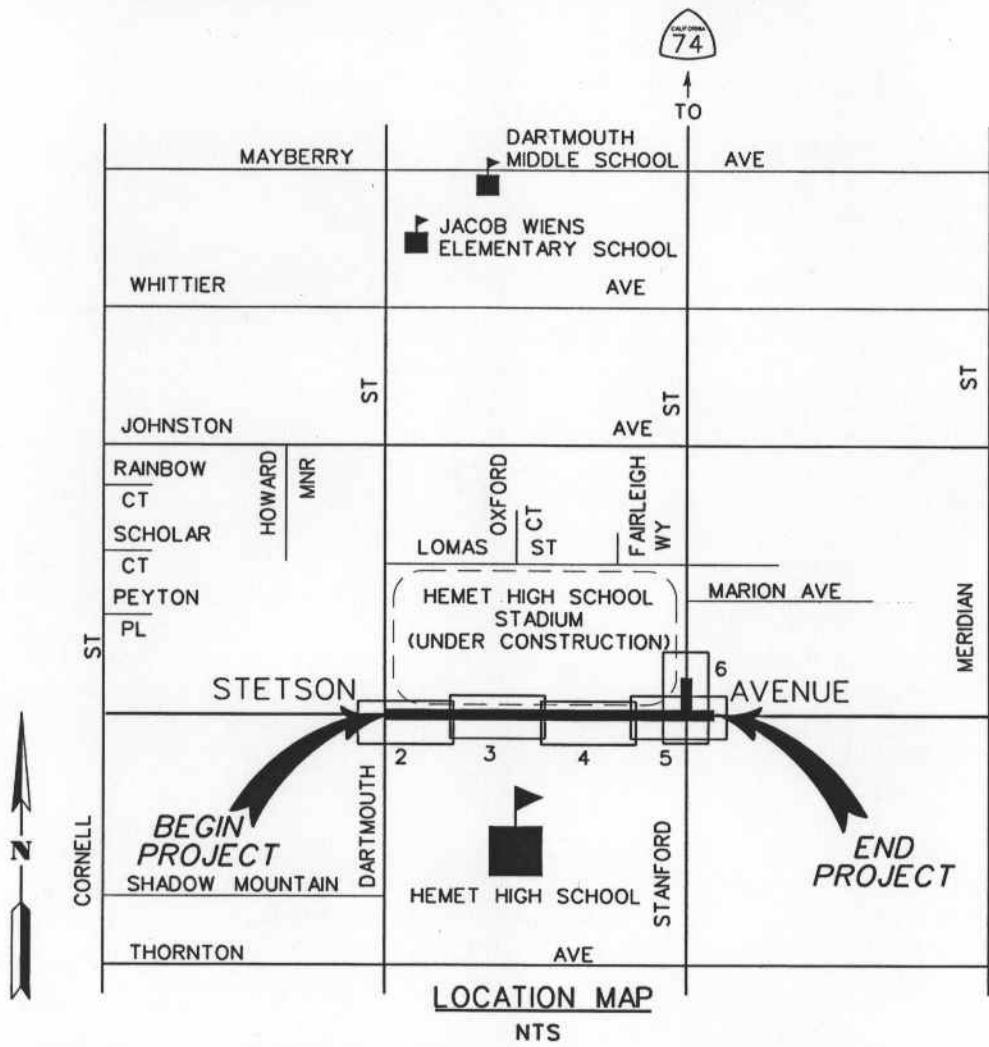 CALIFORNIA
74
TO
DARTMOUTH
MIDDLE SCHOOL
MAYBERRY AVE
JACOB WIENS
ELEMENTARY SCHOOL
WHITTIER AVE
ST
ST
ST
JOHNSTON AVE
RAINBOW
CT
HOWARD
MNR
OXFORD
CT
FAIRLEIGH
WY
SCHOLAR
CT
LOMAS ST
PEYTON
PL
HEMET HIGH SCHOOL
STADIUM
(UNDER CONSTRUCTION)
MARION AVE
ST
MERIDIAN
6
STETSON AVENUE
2 3 4 5
BEGIN
PROJECT
END
PROJECT
N
CORNELL
DARTMOUTH
STANFORD
SHADOW MOUNTAIN
HEMET HIGH SCHOOL
THORNTON AVE
LOCATION MAP
NTS